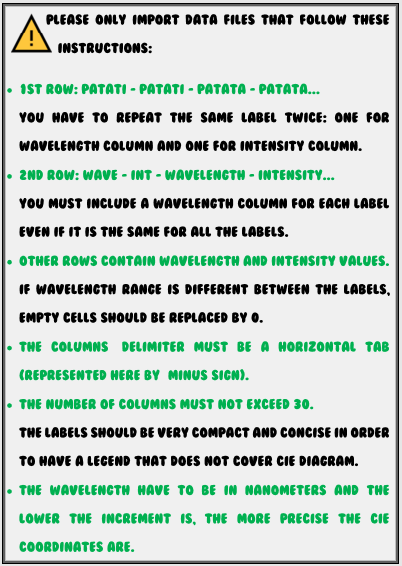 PLEASE ONLY IMPORT DATA FILES THAT FOLLOW THESE
INSTRUCTIONS:
• 1ST ROW: PATATI - PATATI - PATATA - PATATA...
YOU HAVE TO REPEAT THE SAME LABEL TWICE: ONE FOR
WAVELENGTH COLUMN AND ONE FOR INTENSITY COLUMN.
• 2ND ROW: WAVE - INT - WAVELENGTH - INTENSITY...
YOU MUST INCLUDE A WAVELENGTH COLUMN FOR EACH LABEL
EVEN IF IT IS THE SAME FOR ALL THE LABELS.
• OTHER ROWS CONTAIN WAVELENGTH AND INTENSITY VALUES.
IF WAVELENGTH RANGE IS DIFFERENT BETWEEN THE LABELS,
EMPTY CELLS SHOULD BE REPLACED BY 0.
• THE COLUMNS DELIMITER MUST BE A HORIZONTAL TAB
(REPRESENTED HERE BY MINUS SIGN).
• THE NUMBER OF COLUMNS MUST NOT EXCEED 30.
THE LABELS SHOULD BE VERY COMPACT AND CONCISE IN ORDER
TO HAVE A LEGEND THAT DOES NOT COVER CIE DIAGRAM.
• THE WAVELENGTH HAVE TO BE IN NANOMETERS AND THE
LOWER THE INCREMENT IS, THE MORE PRECISE THE CIE
COORDINATES ARE.